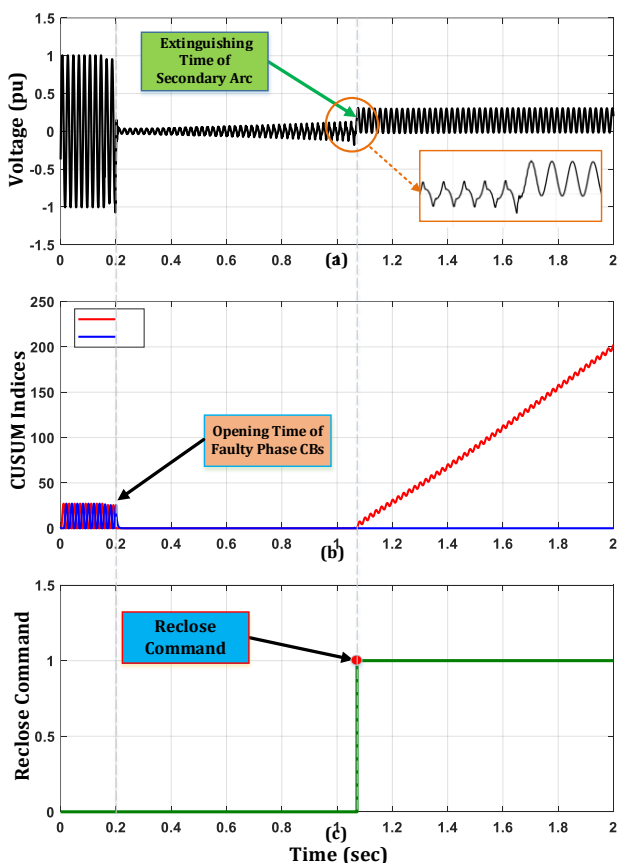 1.5
1
0.5
0
-0.5
-1
-1.5
Voltage (pu)
Extinguishing
Time of
Secondary Arc
0 0.2 0.4 0.6 0.8 1 1.2 1.4 1.6 1.8 2
(a)
250
200
150
100
50
0
CUSUM Indices
Opening Time of
Faulty Phase CBs
0 0.2 0.4 0.6 0.8 1 1.2 1.4 1.6 1.8 2
(b)
1.5
1
0.5
0
Reclose Command
Reclose
Command
0 0.2 0.4 0.6 0.8 1 1.2 1.4 1.6 1.8 2
(c)
Time (sec)